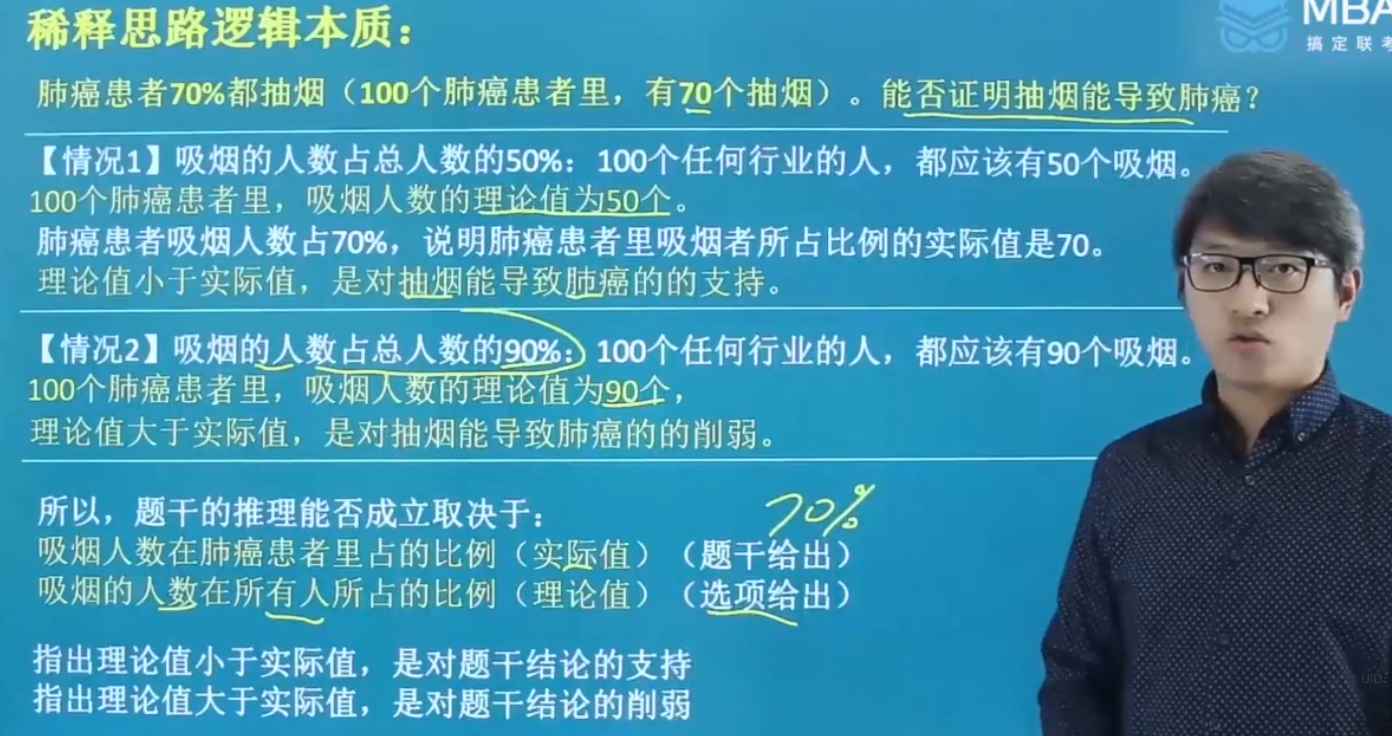 稀释思路逻辑本质：
MBA
搞定联考
肺癌患者70%都抽烟（100个肺癌患者里，有70个抽烟）。能否证明抽烟能导致肺癌？
【情况1】吸烟的人数占总人数的50%：100个任何行业的人，都应该有50个吸烟。
100个肺癌患者里，吸烟人数的理论值为50个。
肺癌患者吸烟人数占70%，说明肺癌患者里吸烟者所占比例的实际值是70。
理论值小于实际值，是对抽烟能导致肺癌的的支持。
【情况2】吸烟的人数占总人数的90%：100个任何行业的人，都应该有90个吸烟。
100个肺癌患者里，吸烟人数的理论值为90个，
理论值大于实际值，是对抽烟能导致肺癌的的削弱。
所以，题干的推理能否成立取决于：
70%
吸烟人数在肺癌患者里占的比例（实际值）（题干给出）
吸烟的人数在所有人所占的比例（理论值）（选项给出）
指出理论值小于实际值，是对题干结论的支持
UID:
指出理论值大于实际值，是对题干结论的削弱